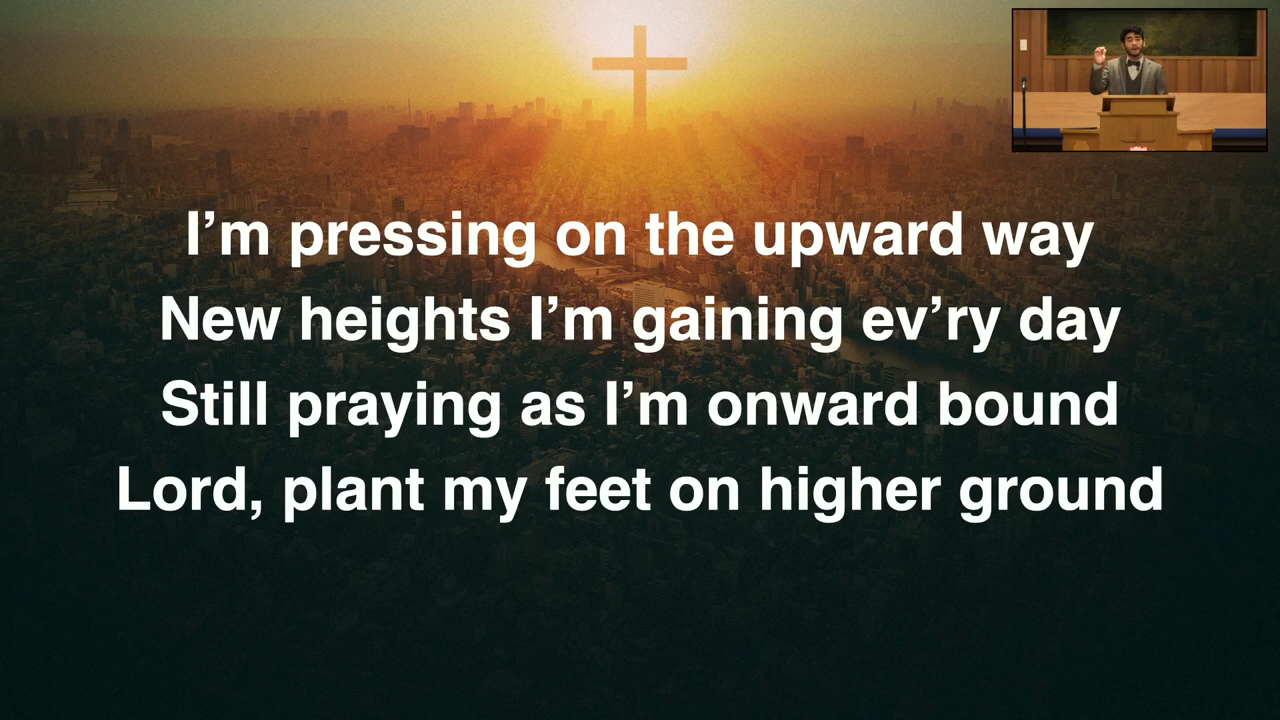 I’m pressing on the upward way
New heights I’m gaining ev’ry day
Still praying as I’m onward bound
Lord, plant my feet on higher ground